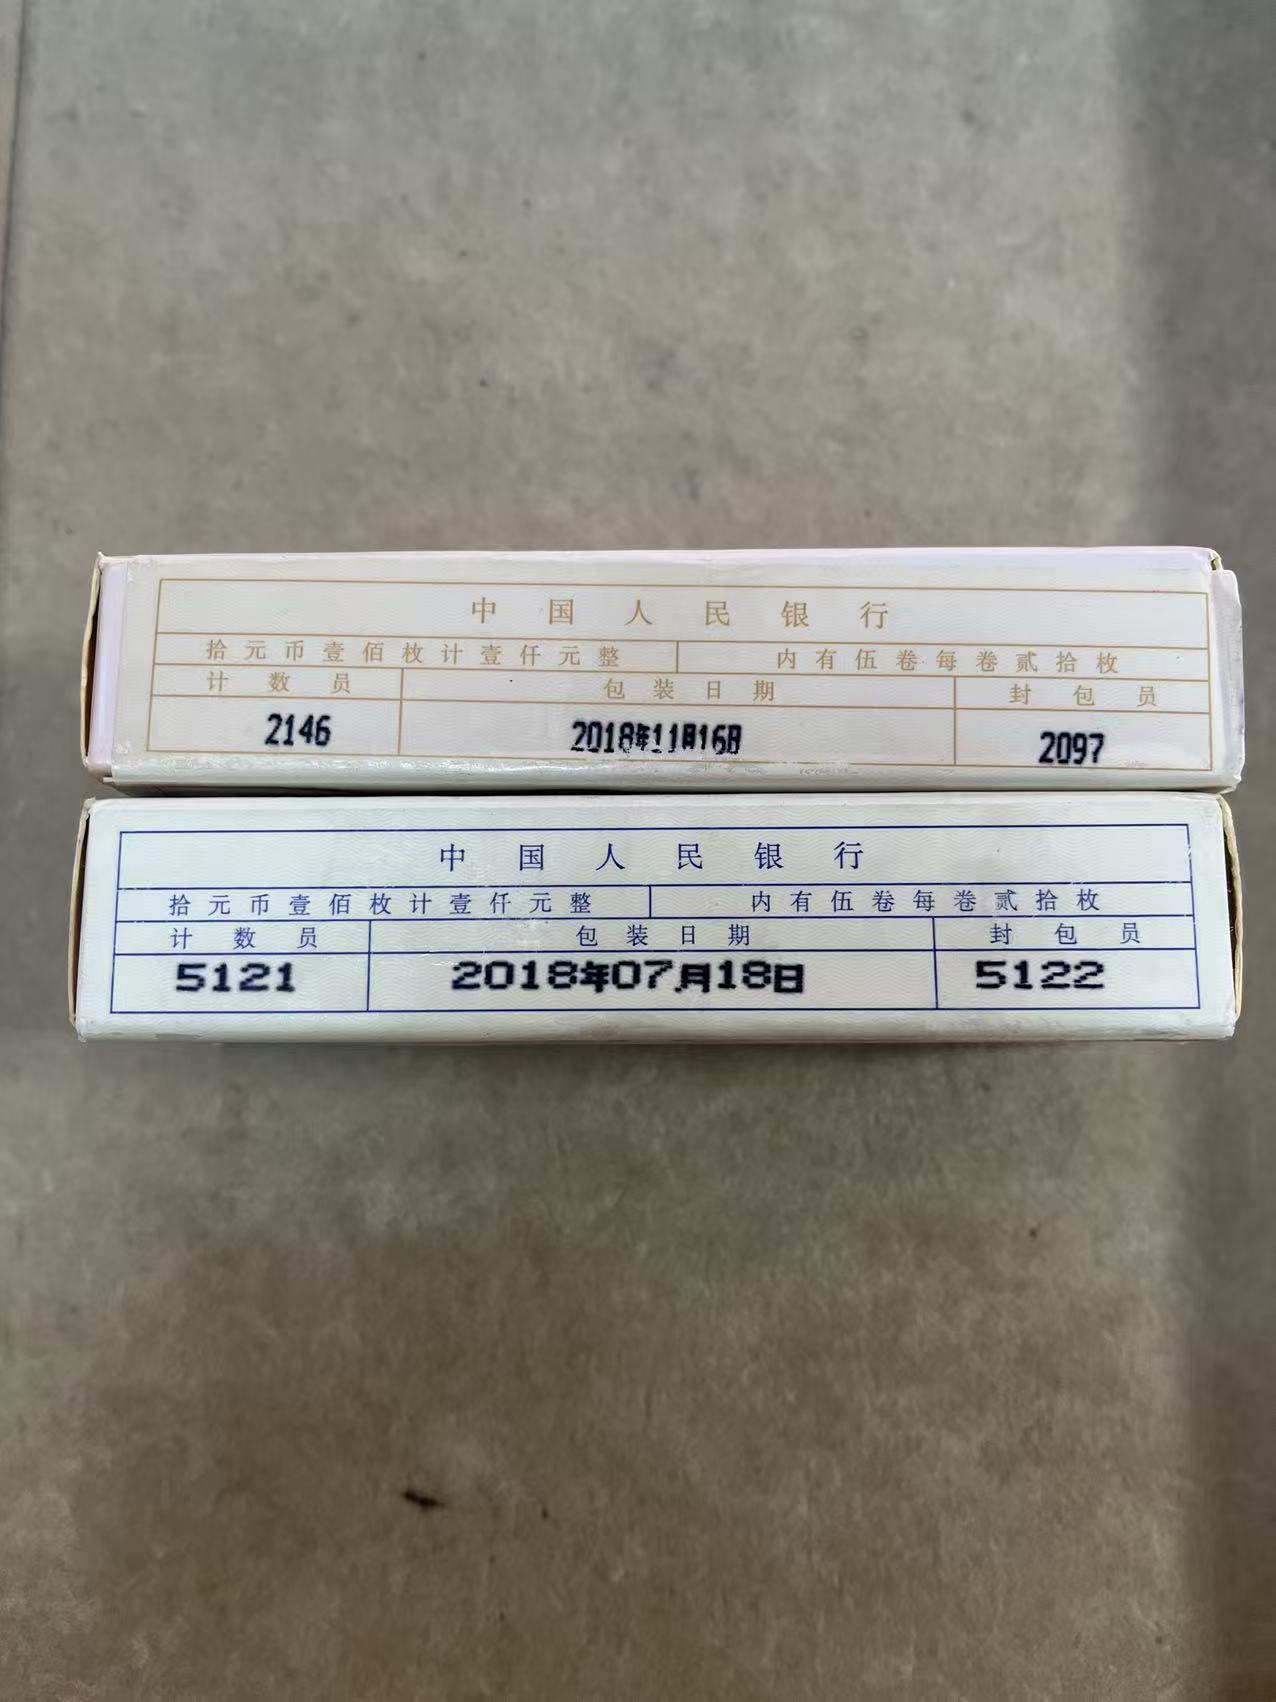 中国人民银行
拾元币壹佰枚计壹仟元整 内有伍卷每卷贰拾枚
计数员 包装日期 封包员
2146 2018年11月16日 2097
中国人民银行
拾元币壹佰枚计壹仟元整 内有伍卷每卷贰拾枚
计数员 包装日期 封包员
5121 2018年07月18日 5122